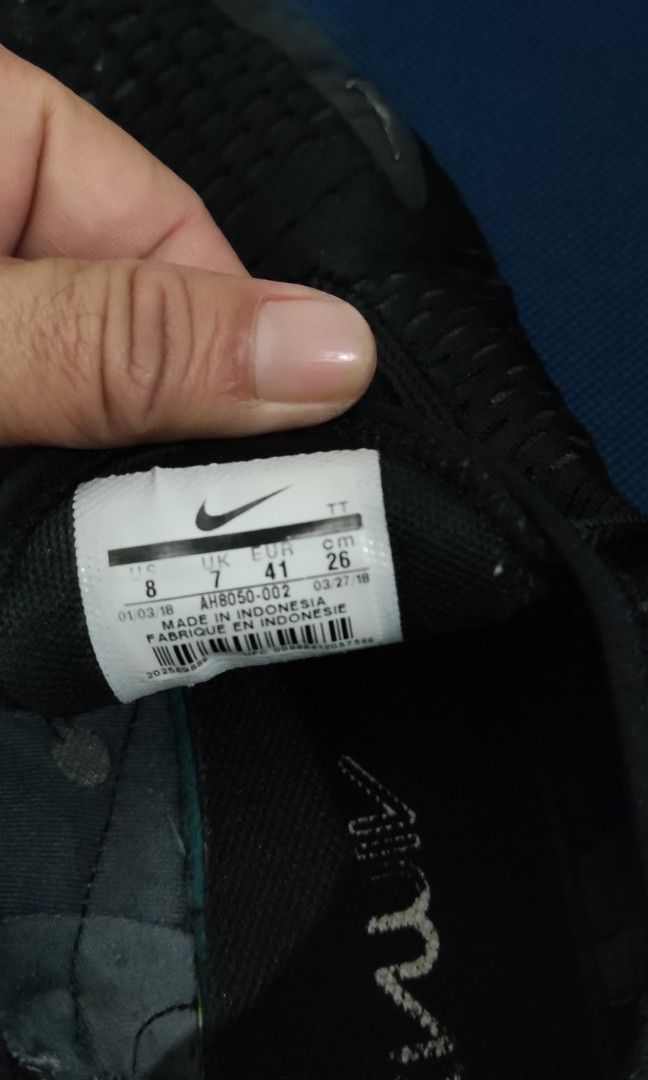 TT
US UK EUR cm
8 7 41 26
01/03/18 AH8050-002 03/27/18
MADE IN INDONESIA
FABRIQUE EN INDONESIE
AIR